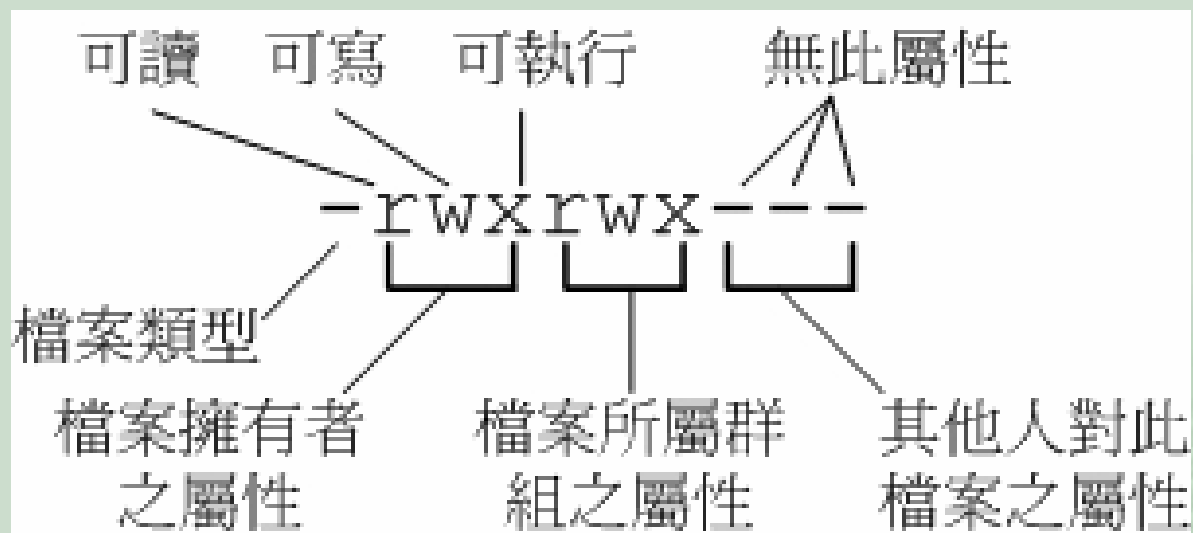 可讀 可寫 可執行 無此屬性
-rwxrwx---
檔案類型
檔案擁有者
之屬性
檔案所屬群
組之屬性
其他人對此
檔案之屬性